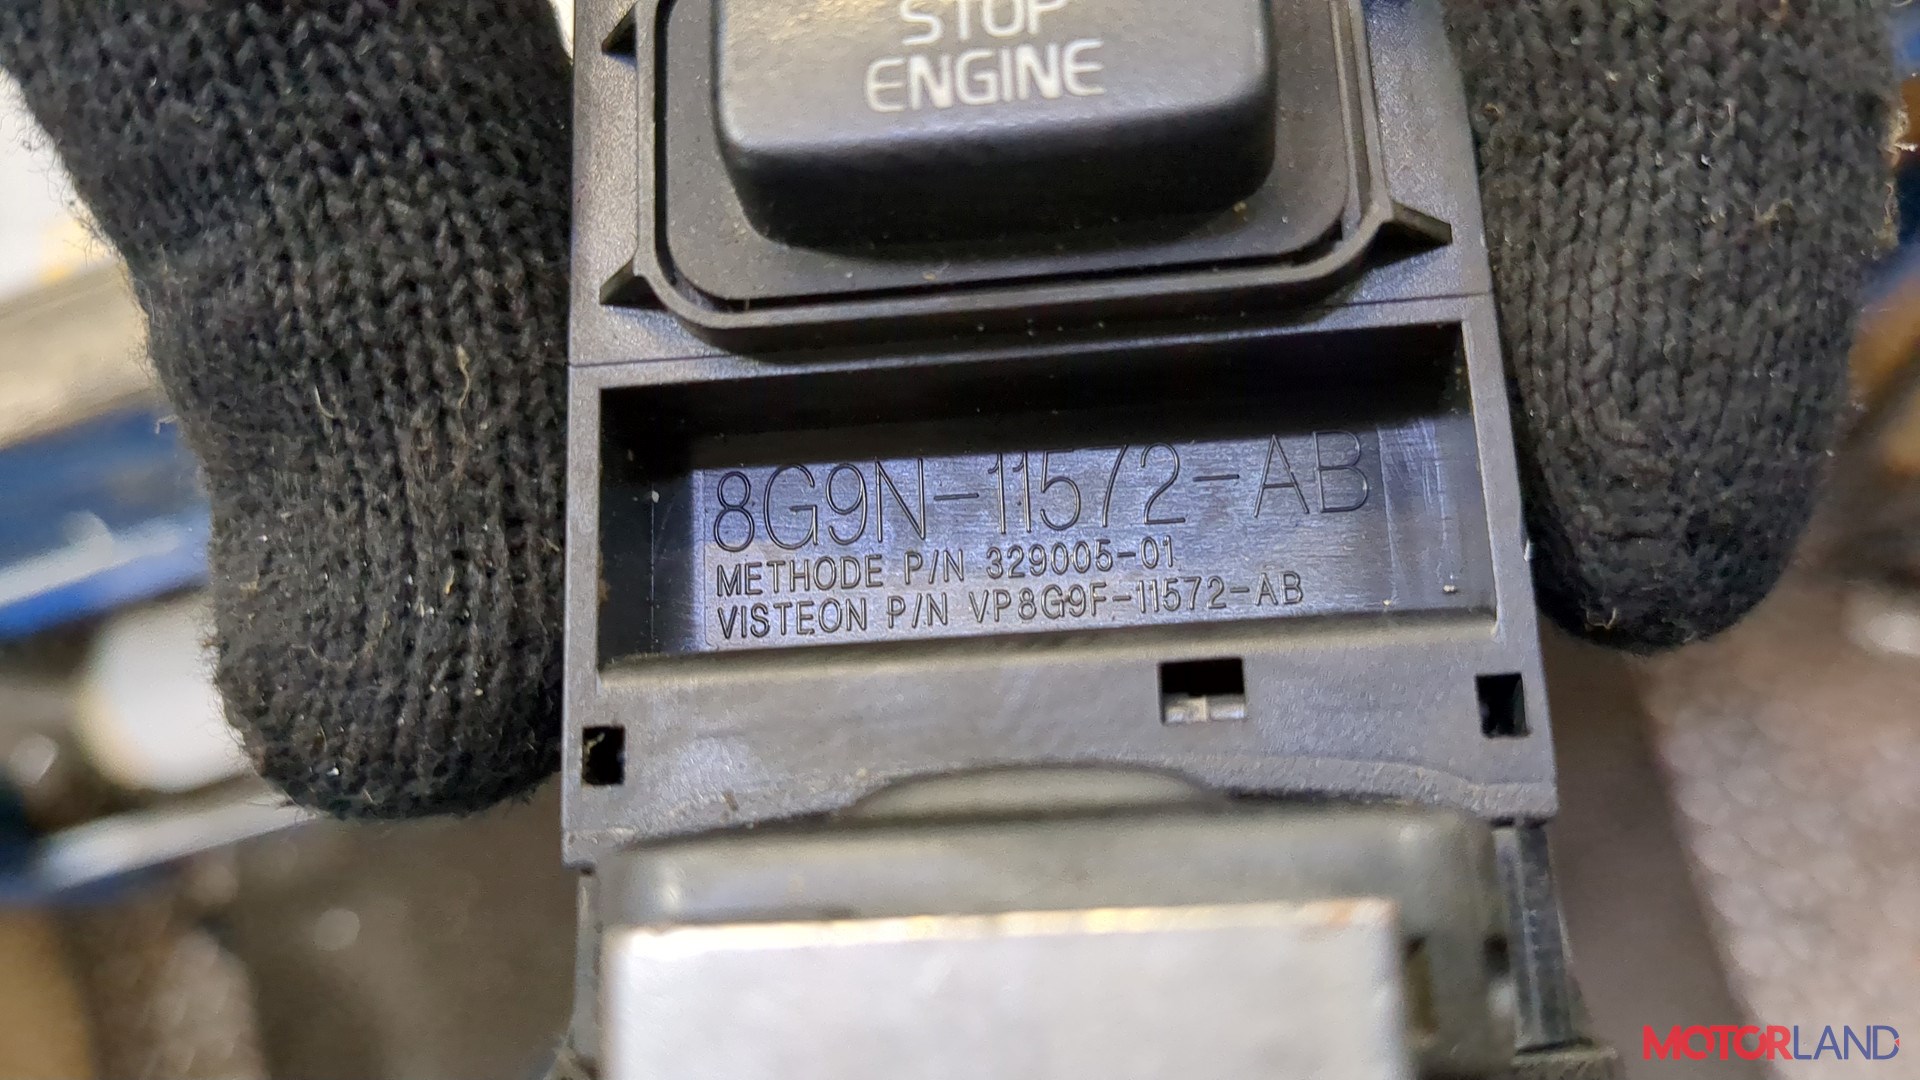 STOP
ENGINE
8G9N-11572-AB
METHODE P/N 329005-01
VISTEON P/N VP8G9F-11572-AB
MOTORLAND